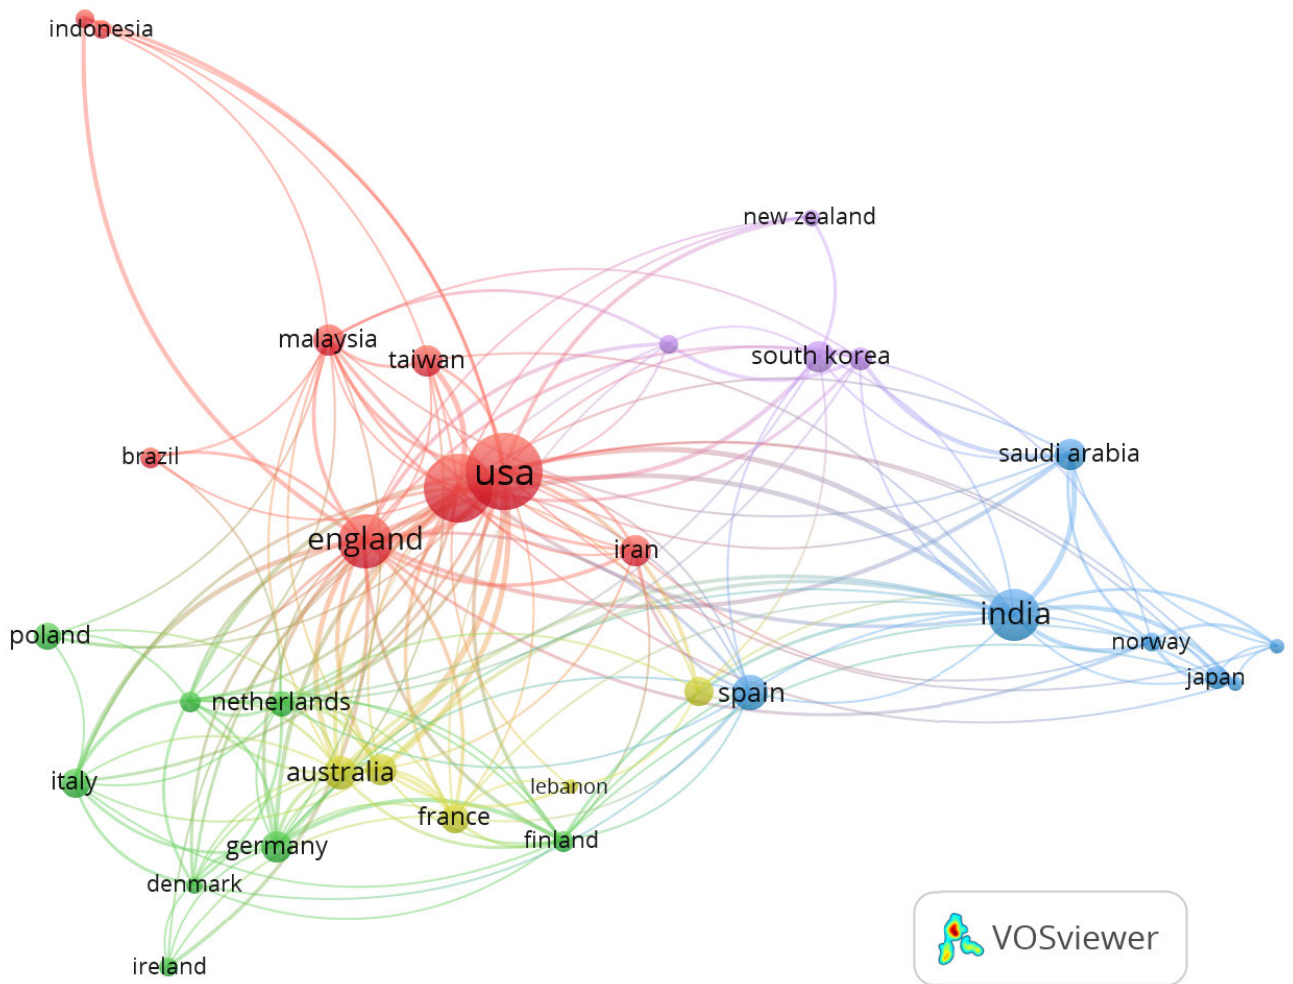 indonesia
new zealand
malaysia
taiwan
south korea
brazil
saudi arabia
usa
england
iran
india
poland
norway
japan
netherlands
spain
italy
australia
lebanon
france
finland
germany
denmark
VOSviewer
ireland